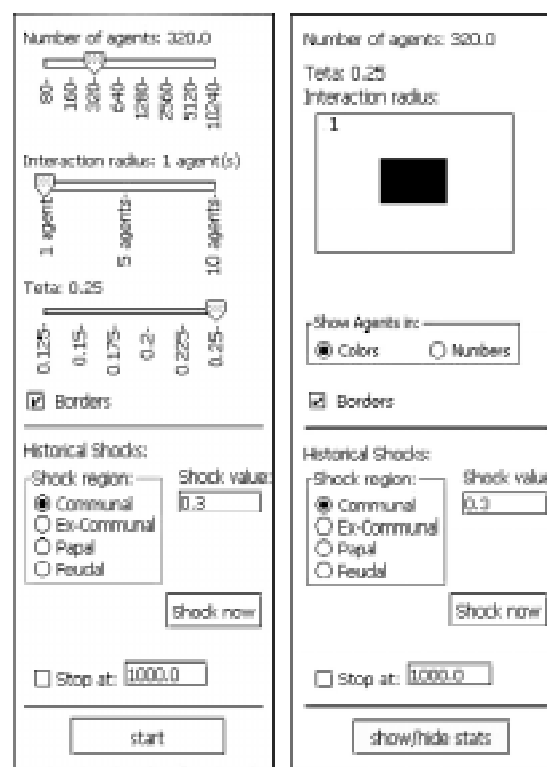 Number of agents: 320.0
80-
160-
320-
640-
1280-
2560-
5120-
10240-
Interaction radius: 1 agent(s)
1 agent-
5 agents-
10 agents-
Teta: 0.25
0.125-
0.15-
0.175-
0.2-
0.225-
0.25-
Borders
Historical Shocks:
Shock region:
Shock value:
Communal
0.3
Ex-Communal
Papal
Feudal
Shock now
Stop at: 1000.0
start
Number of agents: 320.0
Teta: 0.25
Interaction radius:
1
Show Agents in:
Colors
Numbers
Borders
Historical Shocks:
Shock region:
Shock value
Communal
0.3
Ex-Communal
Papal
Feudal
Shock now
Stop at: 1000.0
show/hide stats